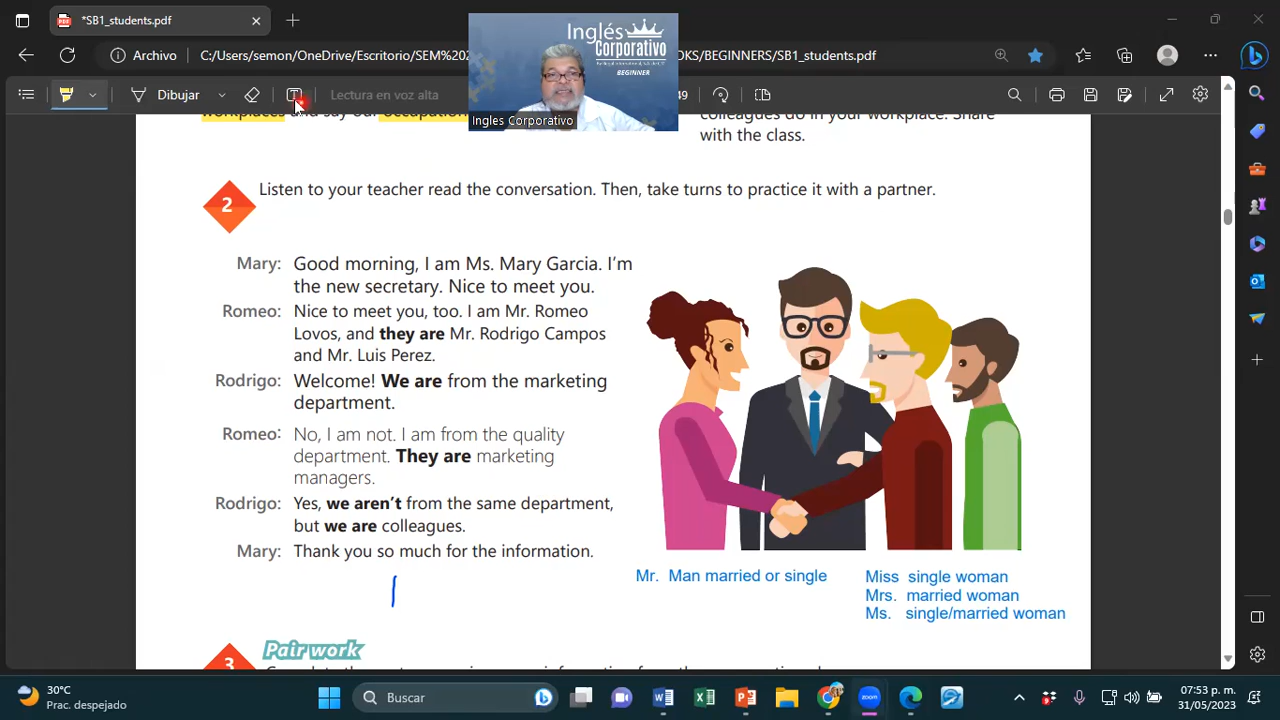 *SB1_students.pdf
Archivo C:/Users/semon/OneDrive/Escritorio/SEM%20 OKS/BEGINNERS/SB1_students.pdf
Inglés
Corporativo
BEGINNER
Ingles Corporativo
Dibujar Lectura en voz alta 49
workplaces and say our occupation
colleagues do in your workplace. Share
with the class.
2 Listen to your teacher read the conversation. Then, take turns to practice it with a partner.
Mary: Good morning, I am Ms. Mary Garcia. I'm
the new secretary. Nice to meet you.
Romeo: Nice to meet you, too. I am Mr. Romeo
Lovos, and they are Mr. Rodrigo Campos
and Mr. Luis Perez.
Rodrigo: Welcome! We are from the marketing
department.
Romeo: No, I am not. I am from the quality
department. They are marketing
managers.
Rodrigo: Yes, we aren't from the same department,
but we are colleagues.
Mary: Thank you so much for the information.
Mr. Man married or single
Miss single woman
Mrs. married woman
Ms. single/married woman
3 Pair work
30°C
Prac. despejado
Buscar
07:53 p. m.
31/05/2023